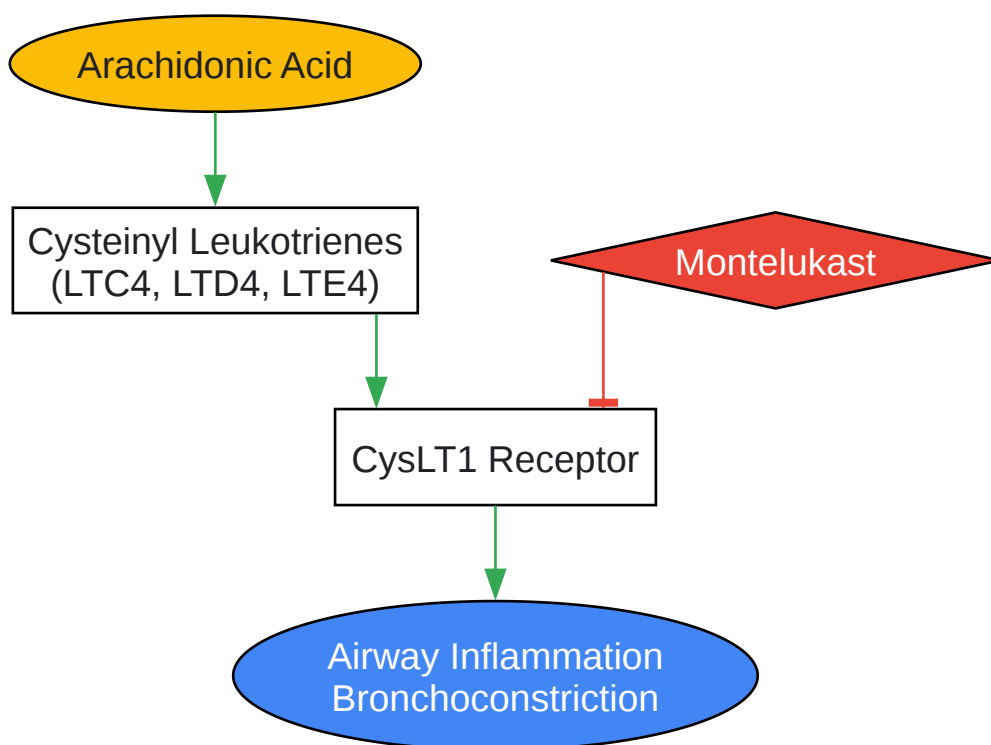 Arachidonic Acid
Cysteinyl Leukotrienes
(LTC4, LTD4, LTE4)
Montelukast
CysLT1 Receptor
Airway Inflammation
Bronchoconstriction